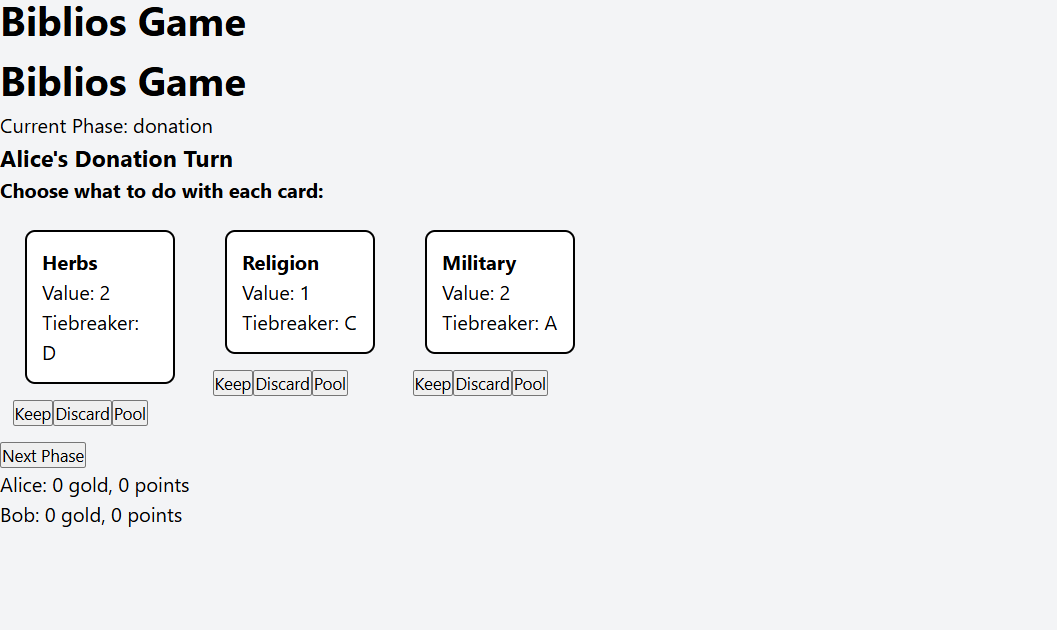 Biblios Game
Biblios Game
Current Phase: donation
Alice's Donation Turn
Choose what to do with each card:
Herbs
Value: 2
Tiebreaker:
D
Keep Discard Pool
Religion
Value: 1
Tiebreaker: C
Keep Discard Pool
Military
Value: 2
Tiebreaker: A
Keep Discard Pool
Next Phase
Alice: 0 gold, 0 points
Bob: 0 gold, 0 points